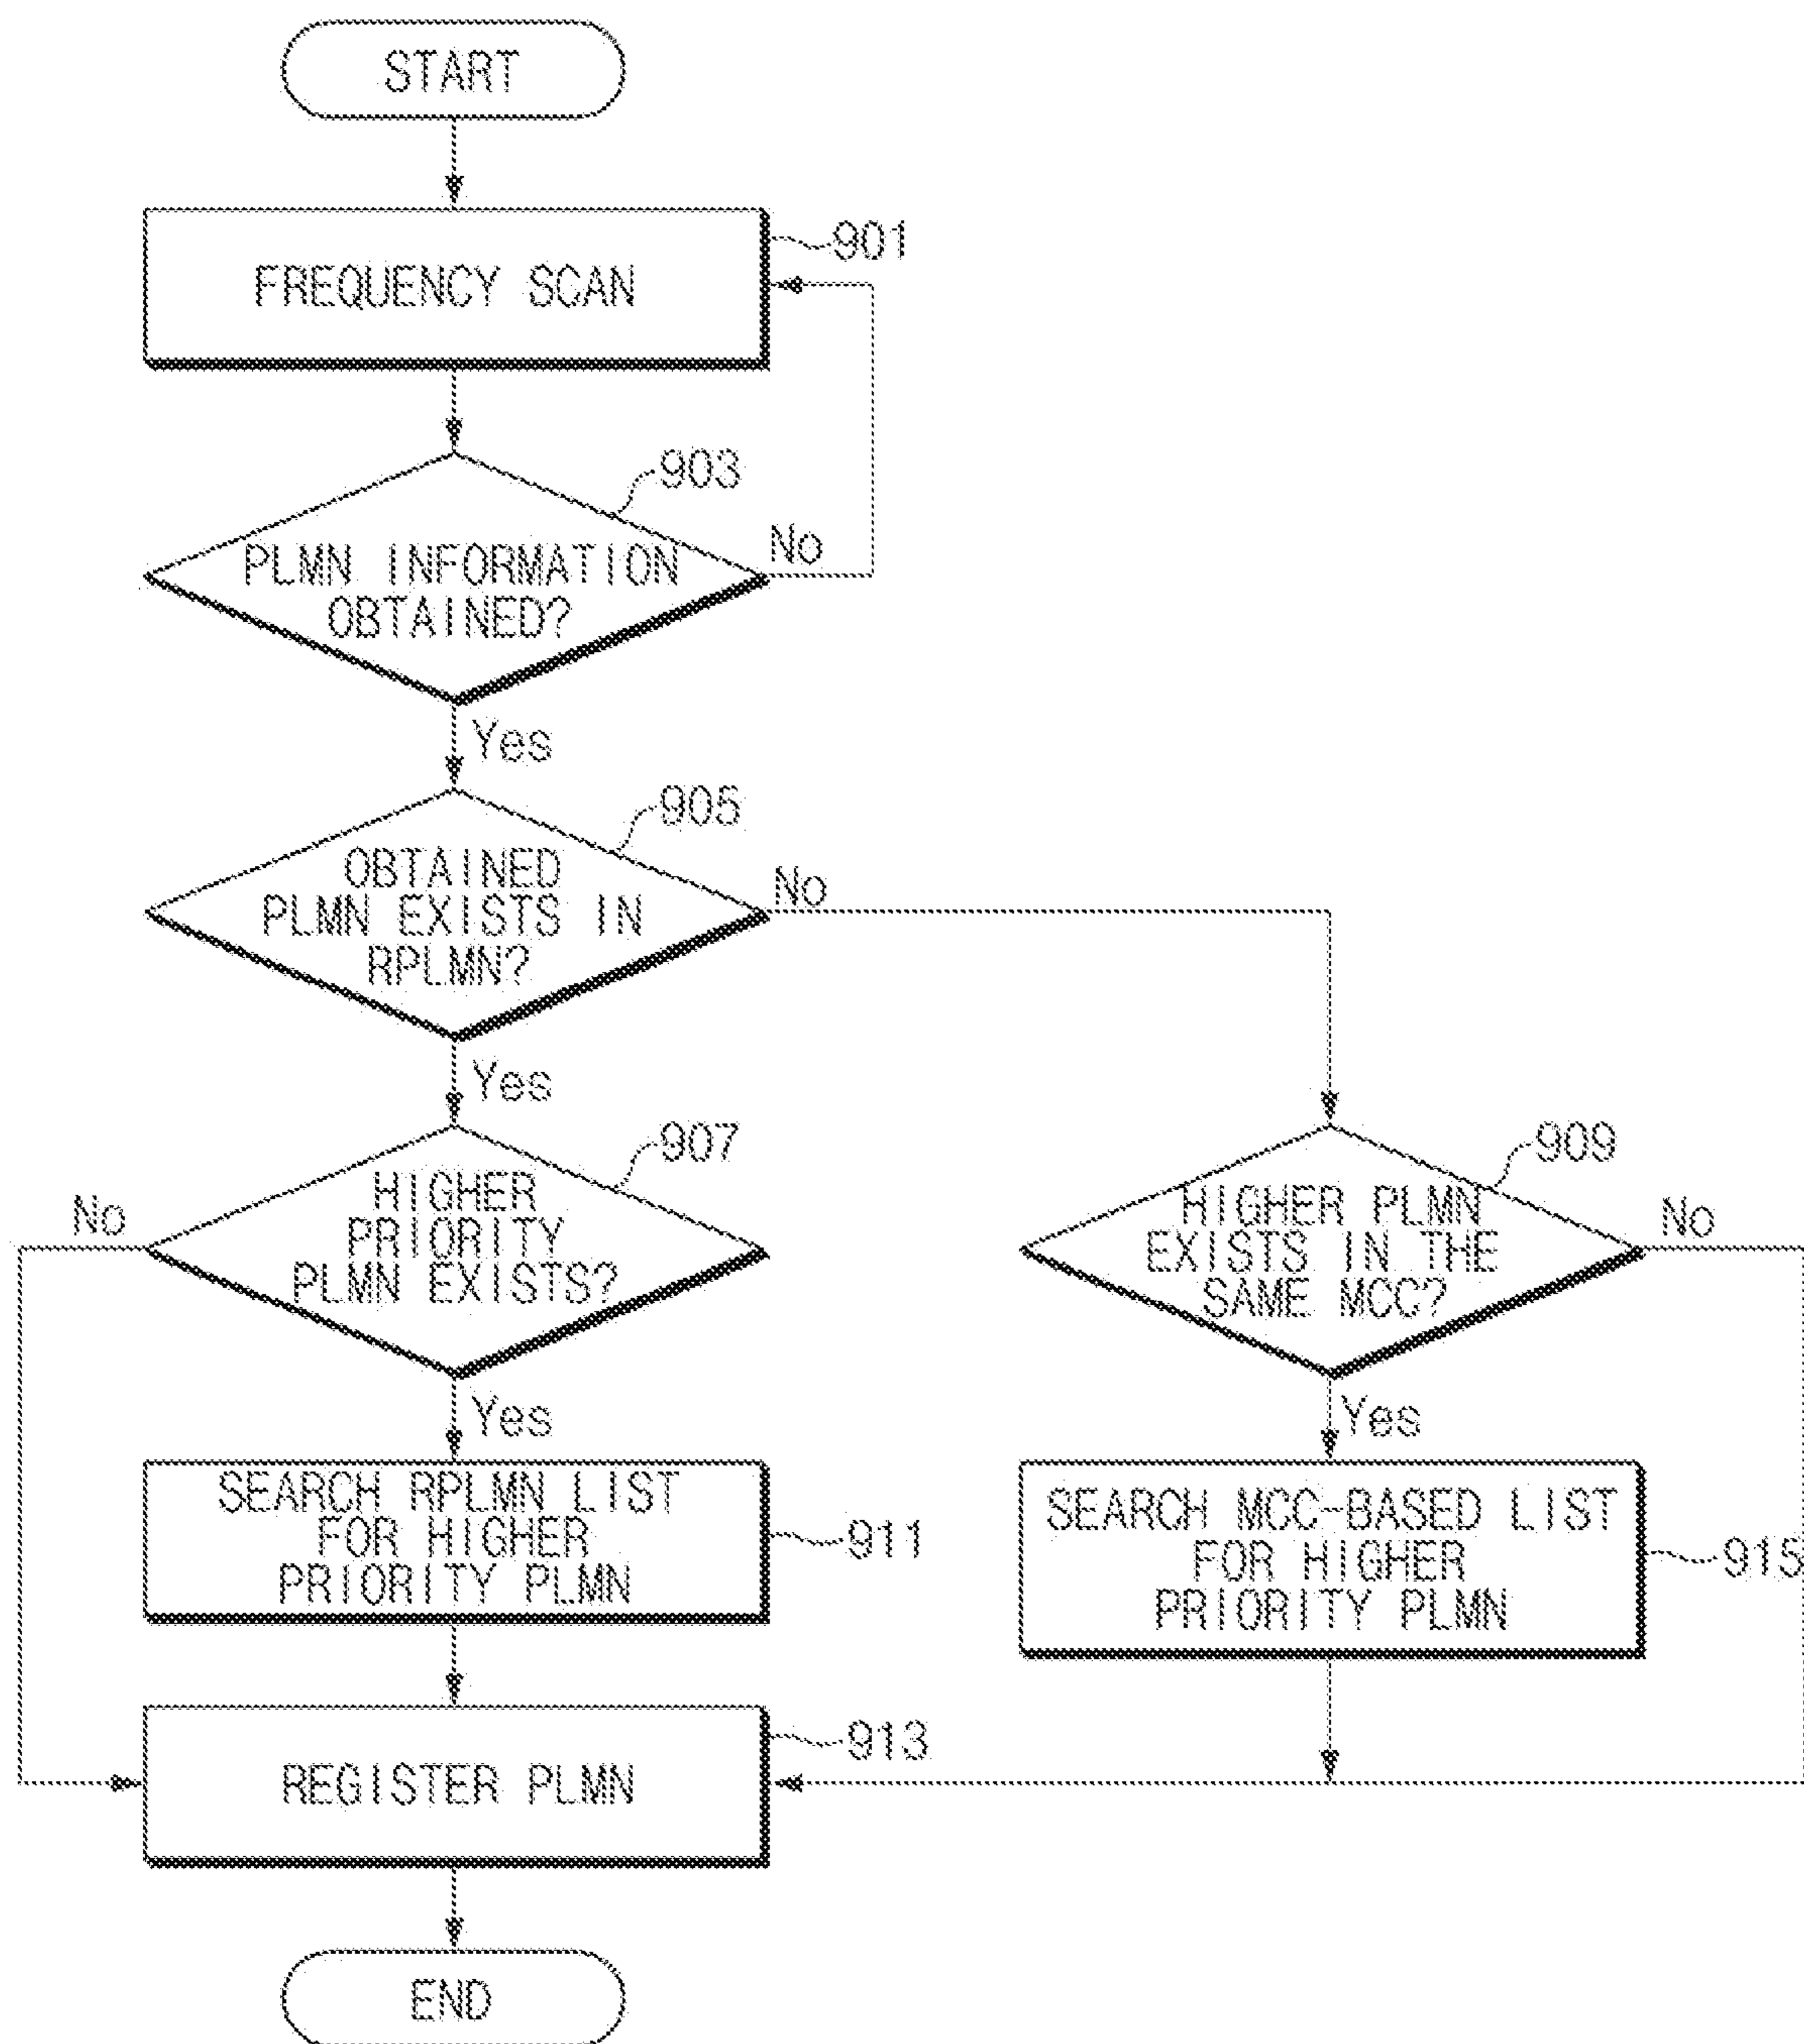 START
FREQUENCY SCAN
901
903
PLMN INFORMATION
OBTAINED?
No
Yes
905
OBTAINED
PLMN EXISTS IN
RPLMN?
No
Yes
907
HIGHER
PRIORITY
PLMN EXISTS?
No
Yes
909
HIGHER PLMN
EXISTS IN THE
SAME MCC?
No
Yes
SEARCH RPLMN LIST
FOR HIGHER
PRIORITY PLMN
911
SEARCH MCC-BASED LIST
FOR HIGHER
PRIORITY PLMN
915
REGISTER PLMN
913
END